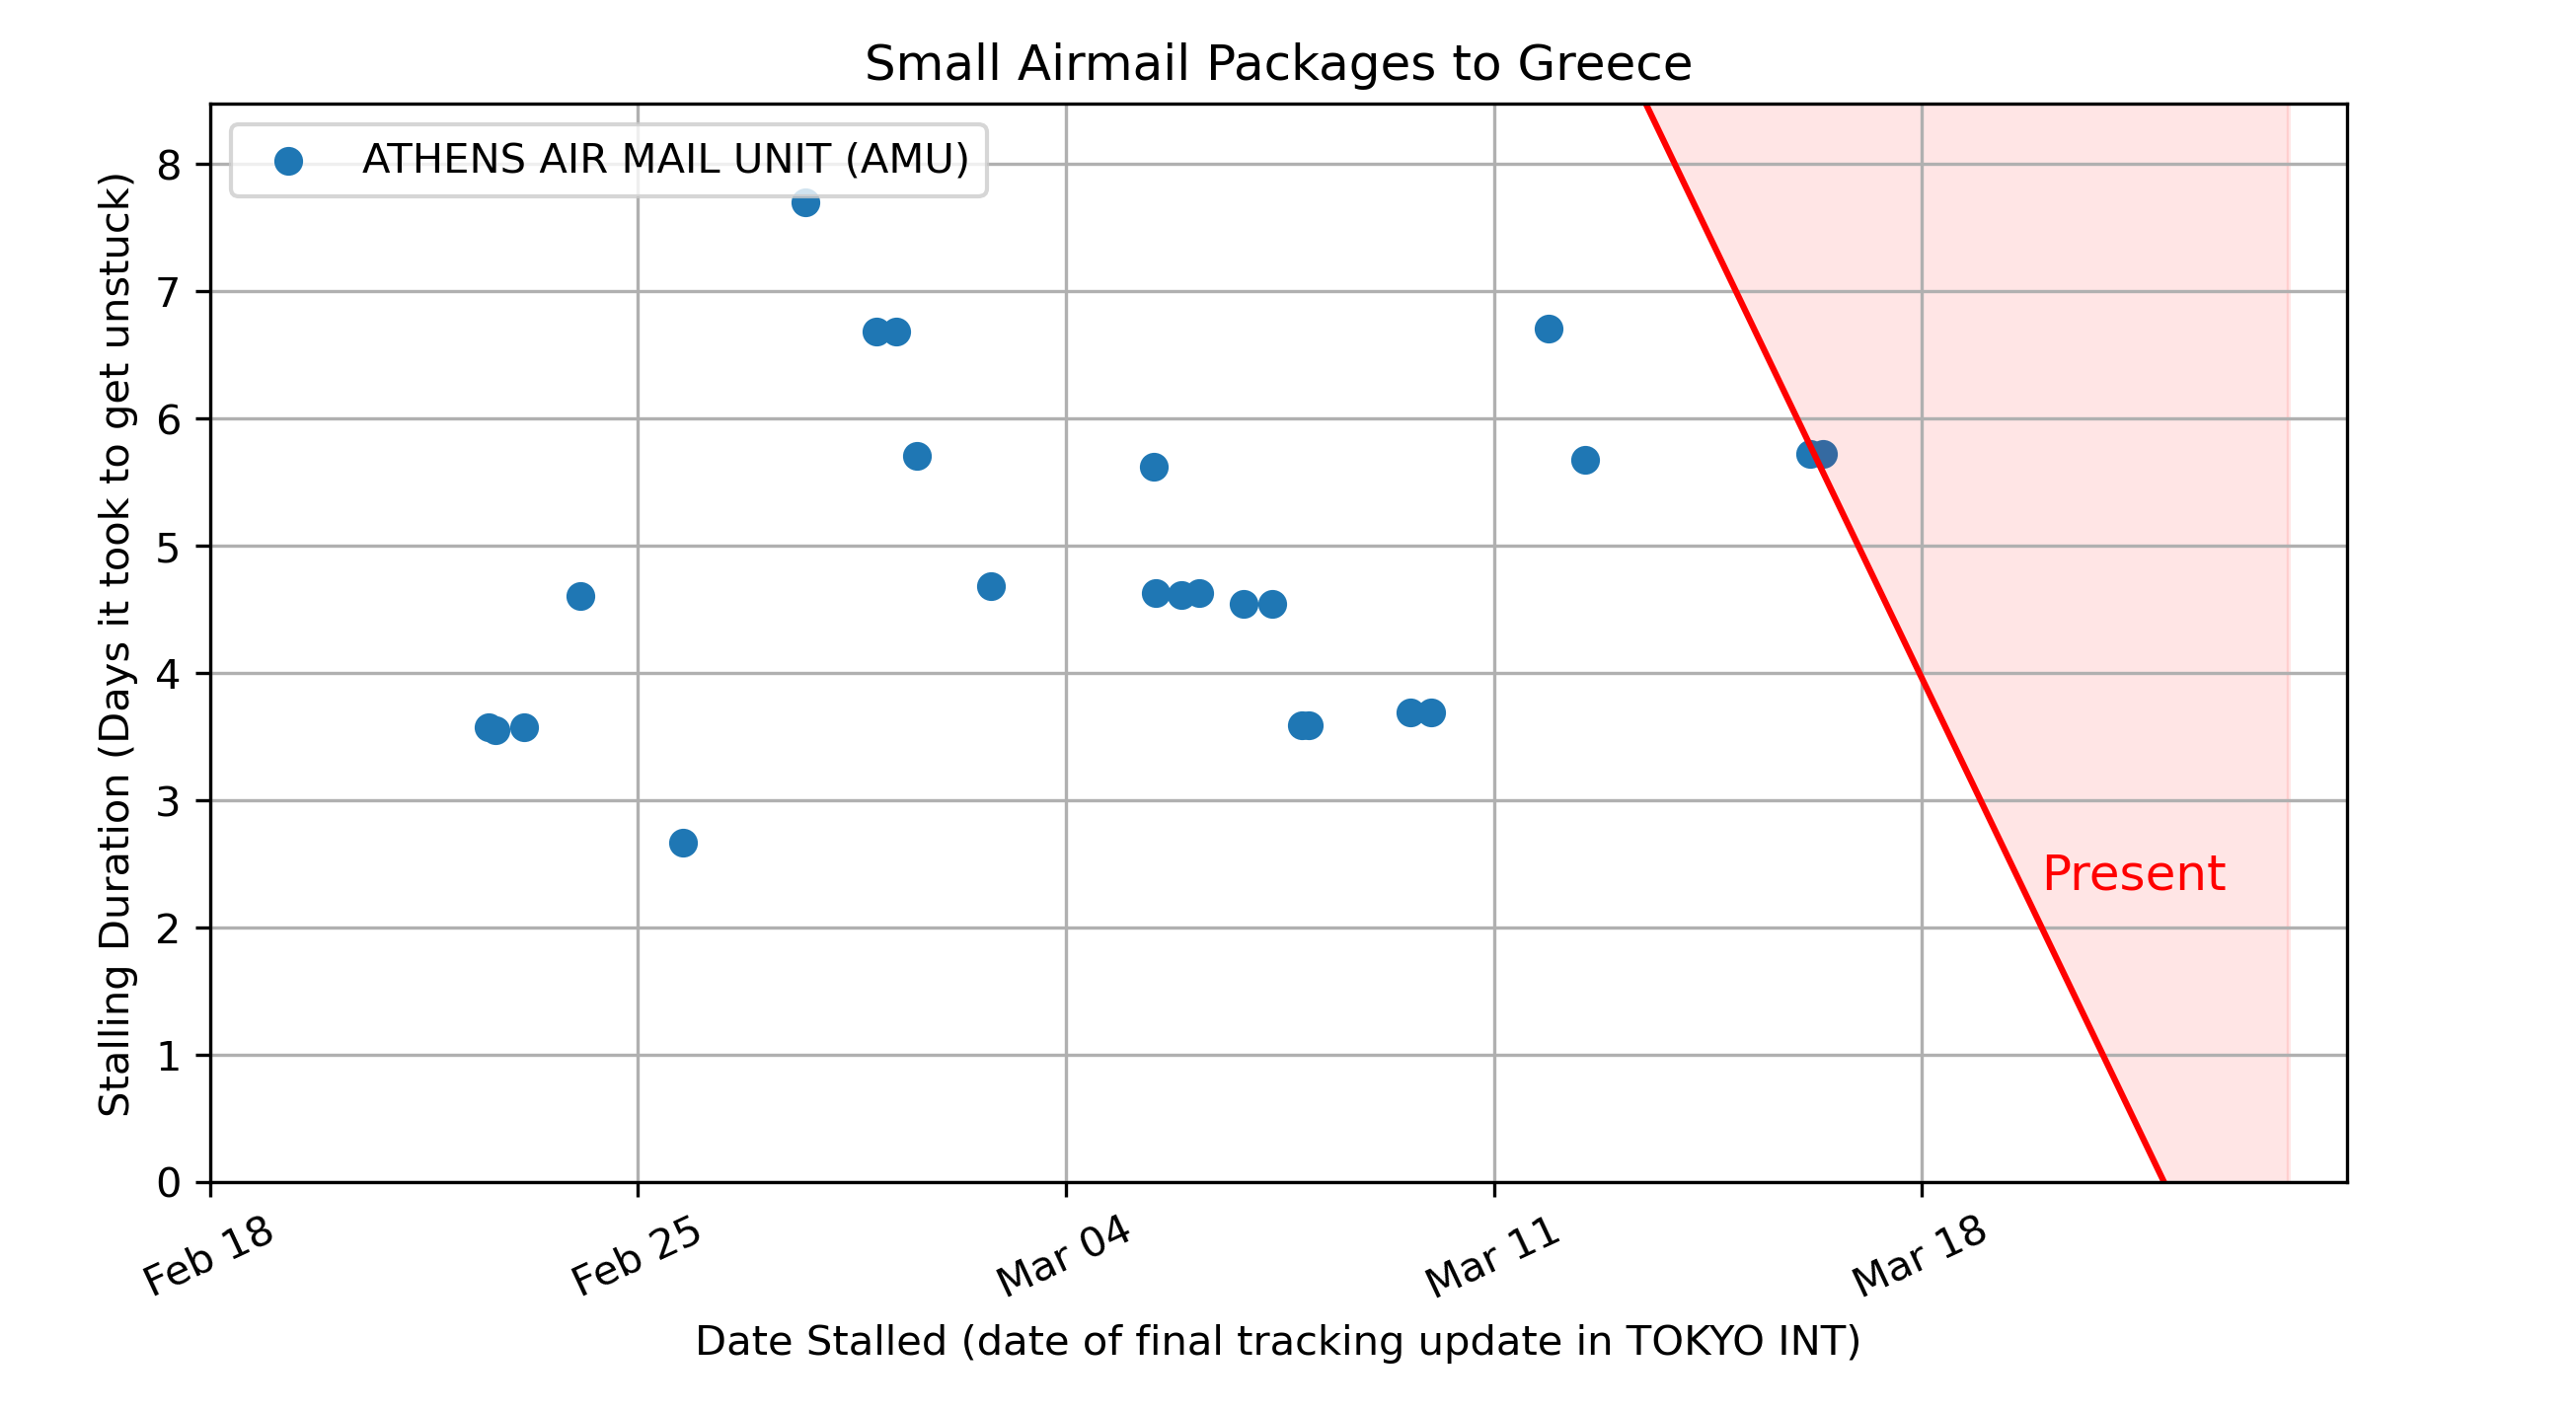 Small Airmail Packages to Greece
ATHENS AIR MAIL UNIT (AMU)
Stalling Duration (Days it took to get unstuck)
8
7
6
5
4
3
2
1
0
Present
Feb 18
Feb 25
Mar 04
Mar 11
Mar 18
Date Stalled (date of final tracking update in TOKYO INT)